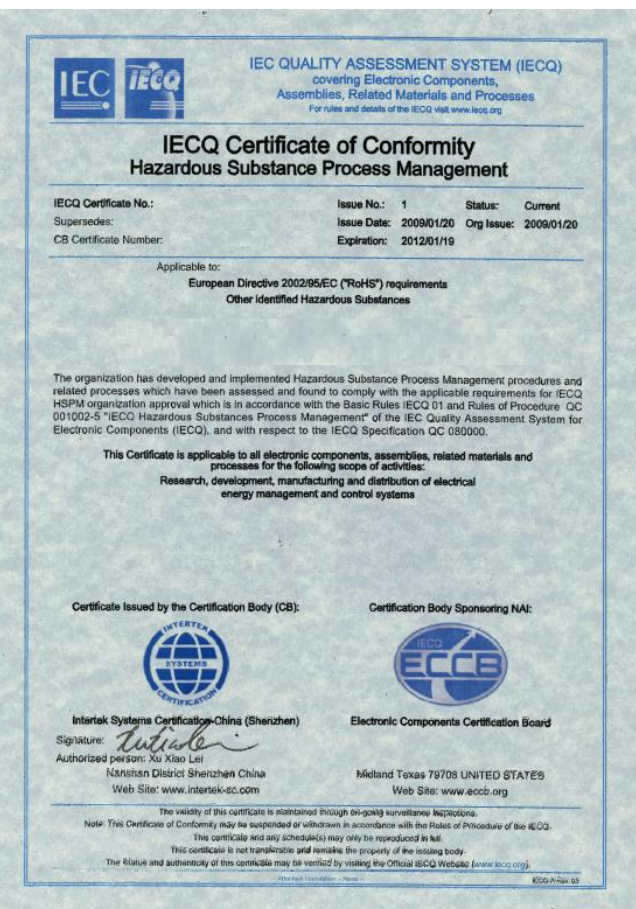 IEC
IECQ
IEC QUALITY ASSESSMENT SYSTEM (IECQ)
covering Electronic Components,
Assemblies, Related Materials and Processes
For rules and details of the IECQ visit www.iecq.org
IECQ Certificate of Conformity
Hazardous Substance Process Management
IECQ Certificate No.: Issue No.: 1 Status: Current
Supersedes: Issue Date: 2009/01/20 Org Issue: 2009/01/20
CB Certificate Number: Expiration: 2012/01/19
Applicable to:
European Directive 2002/95/EC ("RoHS") requirements
Other identified Hazardous Substances
The organization has developed and implemented Hazardous Substance Process Management procedures and
related processes which have been assessed and found to comply with the applicable requirements for IECQ
HSPM organization approval which is in accordance with the Basic Rules IECQ 01 and Rules of Procedure QC
001002-5 "IECQ Hazardous Substances Process Management" of the IEC Quality Assessment System for
Electronic Components (IECQ), and with respect to the IECQ Specification QC 080000.
This Certificate is applicable to all electronic components, assemblies, related materials and
processes for the following scope of activities:
Research, development, manufacturing and distribution of electrical
energy management and control systems
Certificate Issued by the Certification Body (CB): Certification Body Sponsoring NAI:
INTERTEK
SYSTEMS
CERTIFICATION
IECQ
ECCB
Intertek Systems Certification-China (Shenzhen) Electronic Components Certification Board
Signature:
Authorized person: Xu Xiao Lei
Nanshan District Shenzhen China Midland Texas 79708 UNITED STATES
Web Site: www.intertek-sc.com Web Site: www.eccb.org
The validity of this certificate is maintained through on-going surveillance inspections.
Note: This Certificate of Conformity may be suspended or withdrawn in accordance with the Rules of Procedure of the IECQ.
This certificate and any schedule(s) may only be reproduced in full.
This certificate is not transferable and remains the property of the issuing body.
The Status and authenticity of this certificate may be verified by visiting the Official IECQ Website (www.iecq.org).